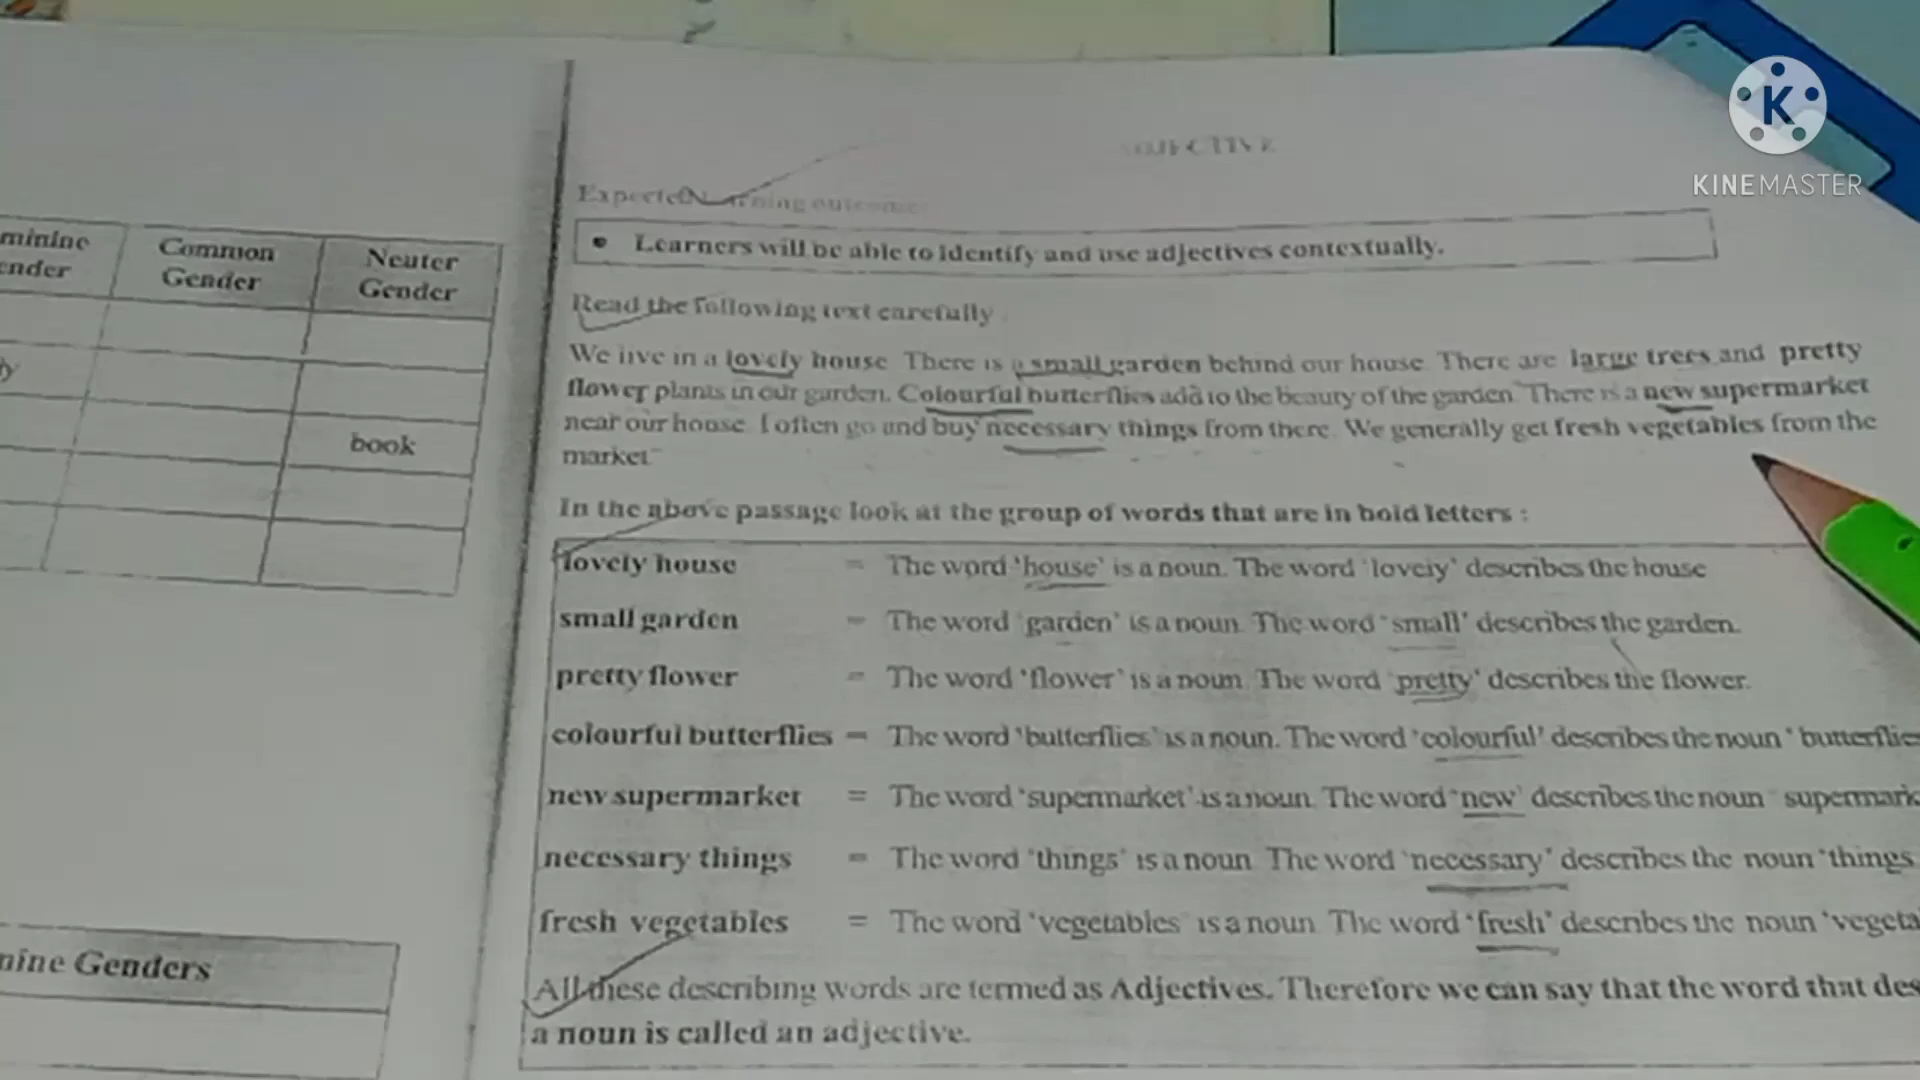 KINEMASTER
Common Gender
Neuter Gender
book
Genders
Learners will be able to identify and use adjectives contextually.
Read the following text carefully
We live in a lovely house There is a small garden behind our house There are large trees and pretty
flower plants in our garden. Colourful butterflies add to the beauty of the garden There is a new supermarket
near our house I often go and buy necessary things from there. We generally get fresh vegetables from the
market
In the above passage look at the group of words that are in bold letters :
lovely house = The word 'house' is a noun. The word 'lovely' describes the house
small garden = The word 'garden' is a noun. The word 'small' describes the garden.
pretty flower = The word 'flower' is a noun. The word 'pretty' describes the flower.
colourful butterflies = The word 'butterflies' is a noun. The word 'colourful' describes the noun 'butterflie
new supermarket = The word 'supermarket' is a noun. The word 'new' describes the noun 'supermark
necessary things = The word 'things' is a noun The word 'necessary' describes the noun 'things
fresh vegetables = The word 'vegetables' is a noun. The word 'fresh' describes the noun 'vegeta
All these describing words are termed as Adjectives. Therefore we can say that the word that des
a noun is called an adjective.